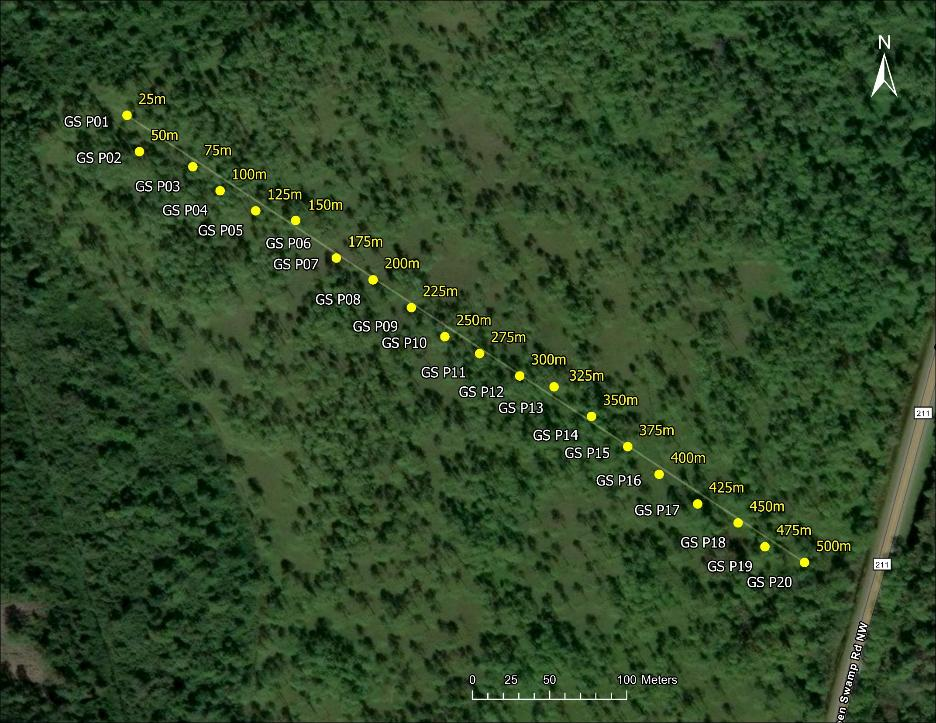 N
25m
GS P01
50m
GS P02
75m
GS P03
100m
GS P04
125m
GS P05
150m
GS P06
175m
GS P07
200m
GS P08
225m
GS P09
250m
GS P10
275m
GS P11
300m
GS P12
325m
GS P13
350m
211
GS P14
375m
GS P15
400m
GS P16
425m
GS P17
450m
GS P18
475m
GS P19
500m
211
GS P20
Swamp Rd NW
0 25 50 100 Meters